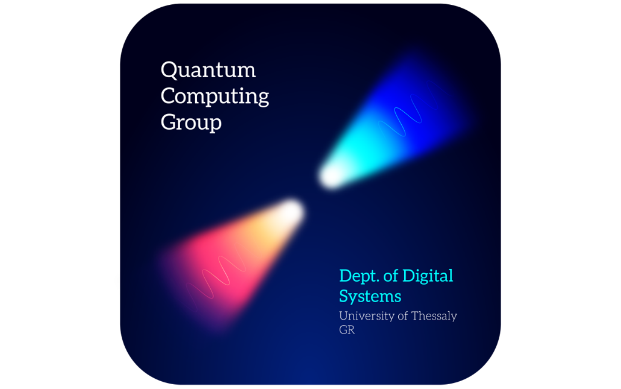 Quantum
Computing
Group
Dept. of Digital
Systems
University of Thessaly
GR